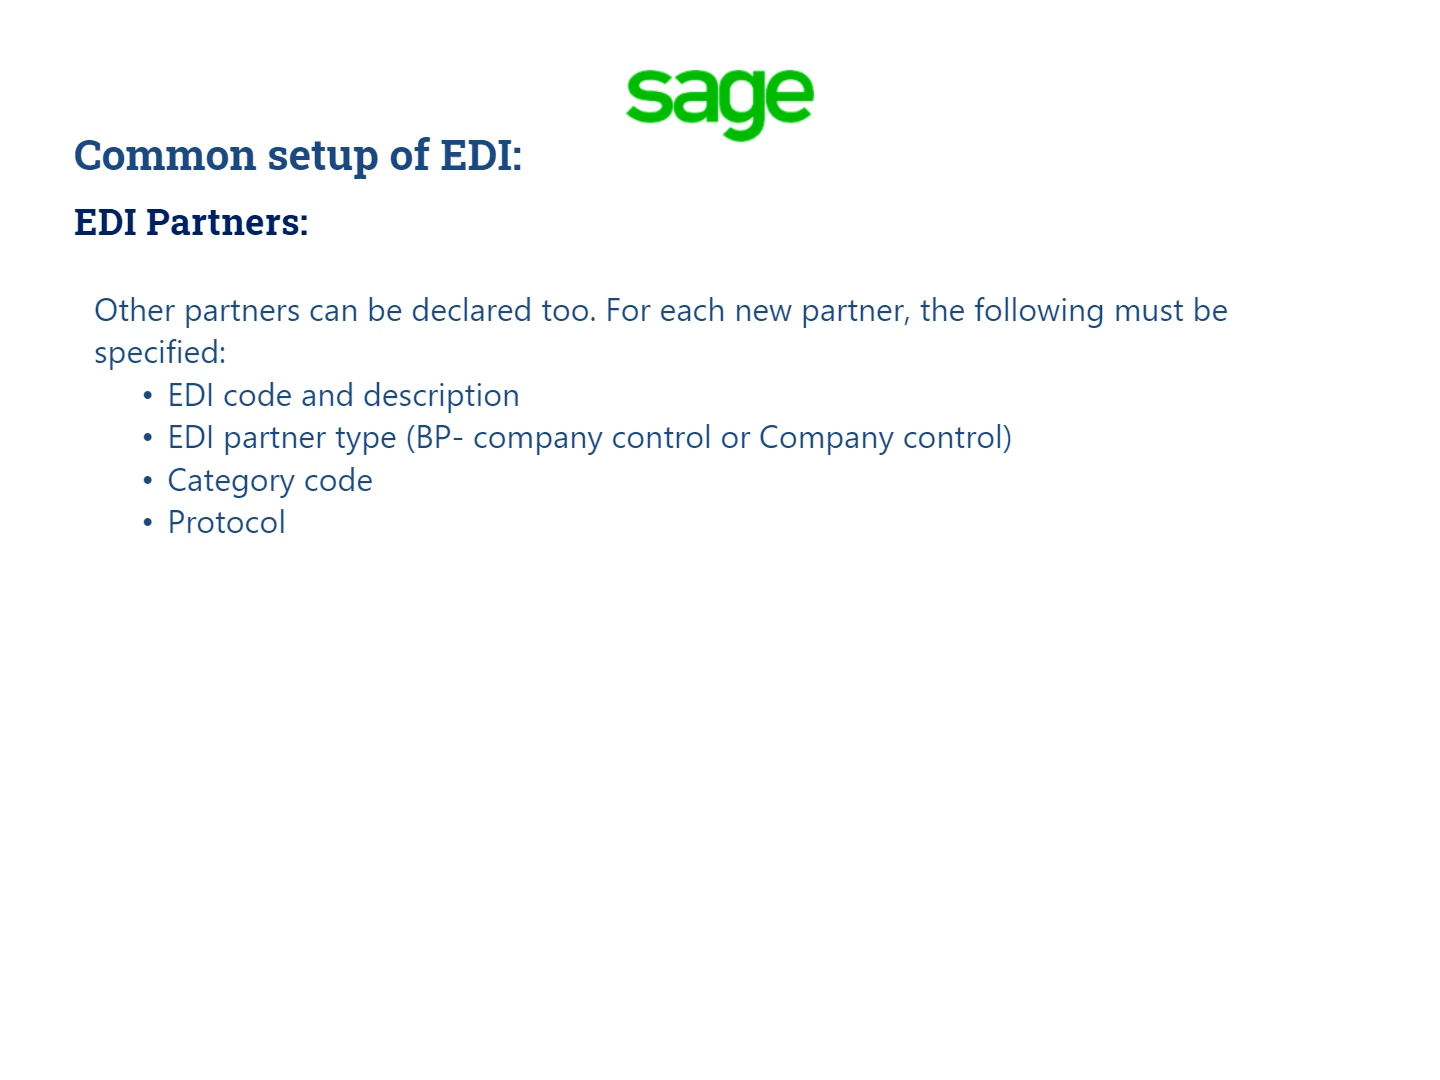 sage
Common setup of EDI:
EDI Partners:
Other partners can be declared too. For each new partner, the following must be
specified:
• EDI code and description
• EDI partner type (BP- company control or Company control)
• Category code
• Protocol